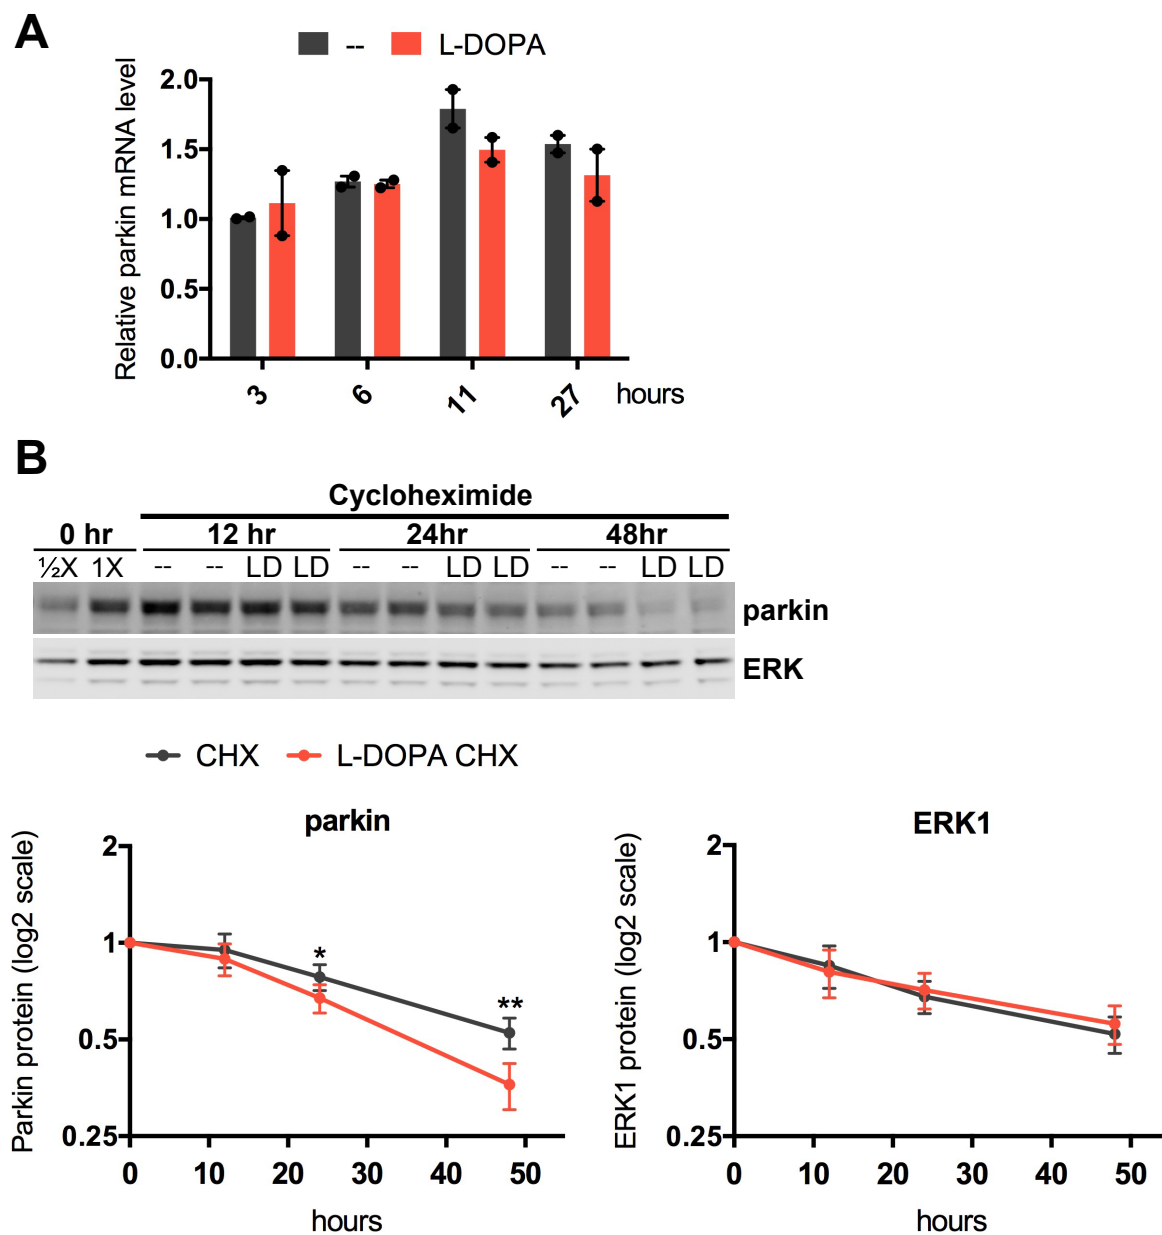 A
-- L-DOPA
Relative parkin mRNA level
2.0
1.5
1.0
0.5
0.0
3 6 11 27 hours
B
Cycloheximide
0 hr 12 hr 24hr 48hr
½X 1X -- -- LD LD -- -- LD LD -- -- LD LD
parkin
ERK
CHX L-DOPA CHX
parkin
Parkin protein (log2 scale)
2
1
0.5
0.25
*
**
0 10 20 30 40 50
hours
ERK1
ERK1 protein (log2 scale)
2
1
0.5
0.25
0 10 20 30 40 50
hours